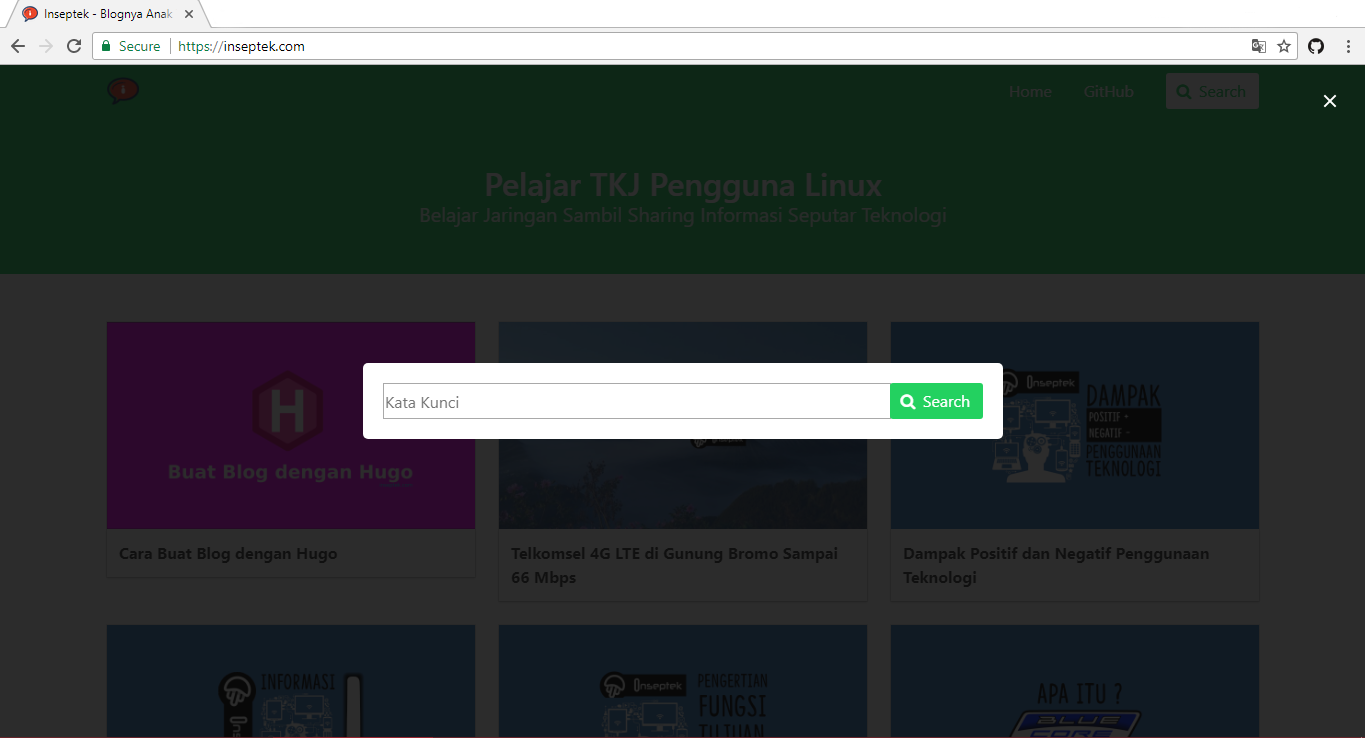 Inseptek - Blognya Anak
Secure
https://inseptek.com
Home
GitHub
Search
Pelajar TKJ Pengguna Linux
Belajar Jaringan Sambil Sharing Informasi Seputar Teknologi
H
Buat Blog dengan Hugo
Kata Kunci
Search
Inseptek
DAMPAK
POSITIF +
NEGATIF -
PENGGUNAAN
TEKNOLOGI
Cara Buat Blog dengan Hugo
Telkomsel 4G LTE di Gunung Bromo Sampai
66 Mbps
Dampak Positif dan Negatif Penggunaan
Teknologi
INFORMASI
Inseptek
PENGERTIAN
FUNGSI
TUJUAN
APA ITU ?
BLUE
CORE